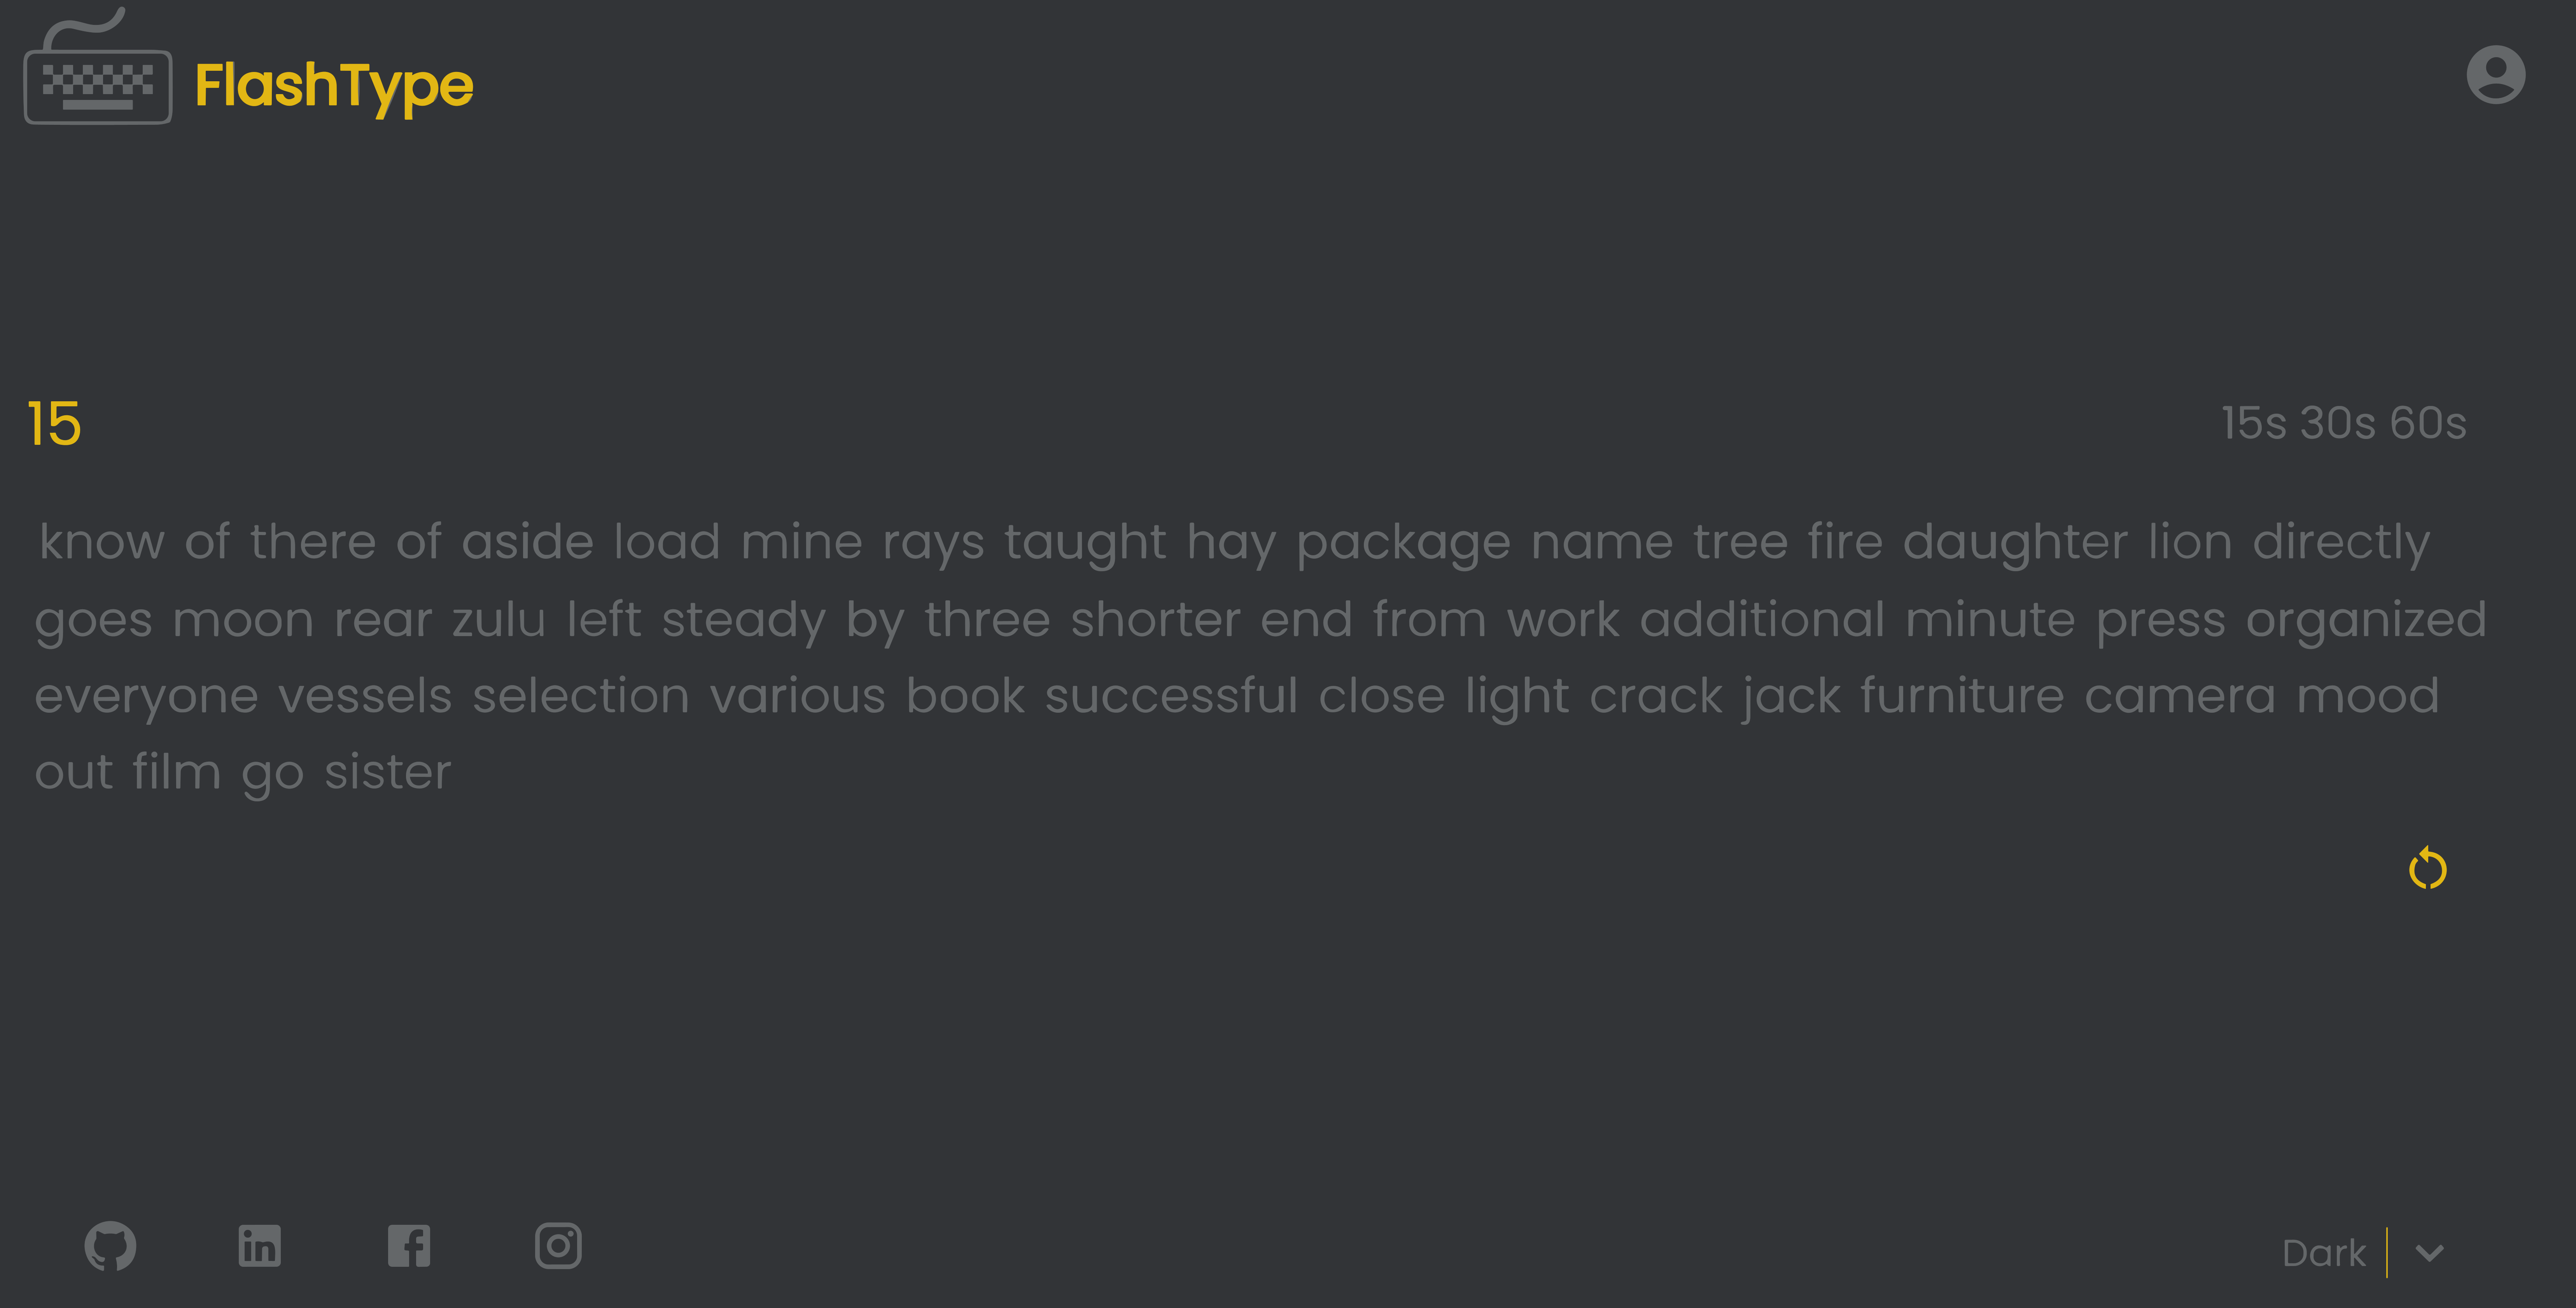 FlashType
15
15s 30s 60s
know of there of aside load mine rays taught hay package name tree fire daughter lion directly
goes moon rear zulu left steady by three shorter end from work additional minute press organized
everyone vessels selection various book successful close light crack jack furniture camera mood
out film go sister
Dark